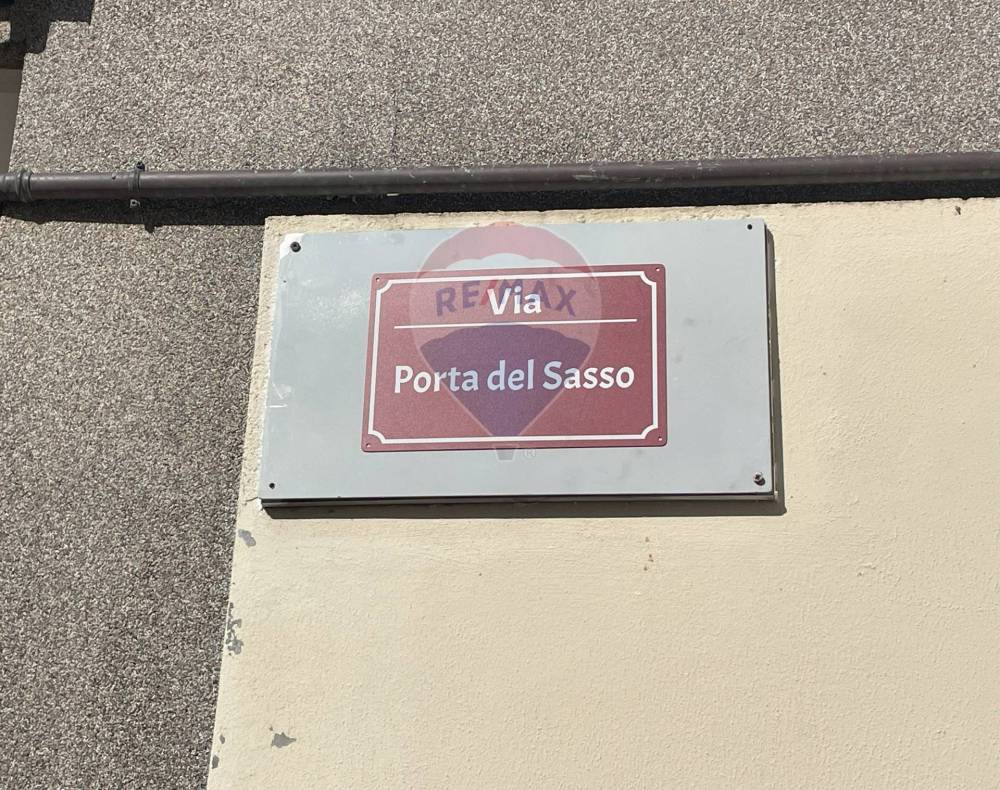 Via
RE/MAX
Porta del Sasso
®